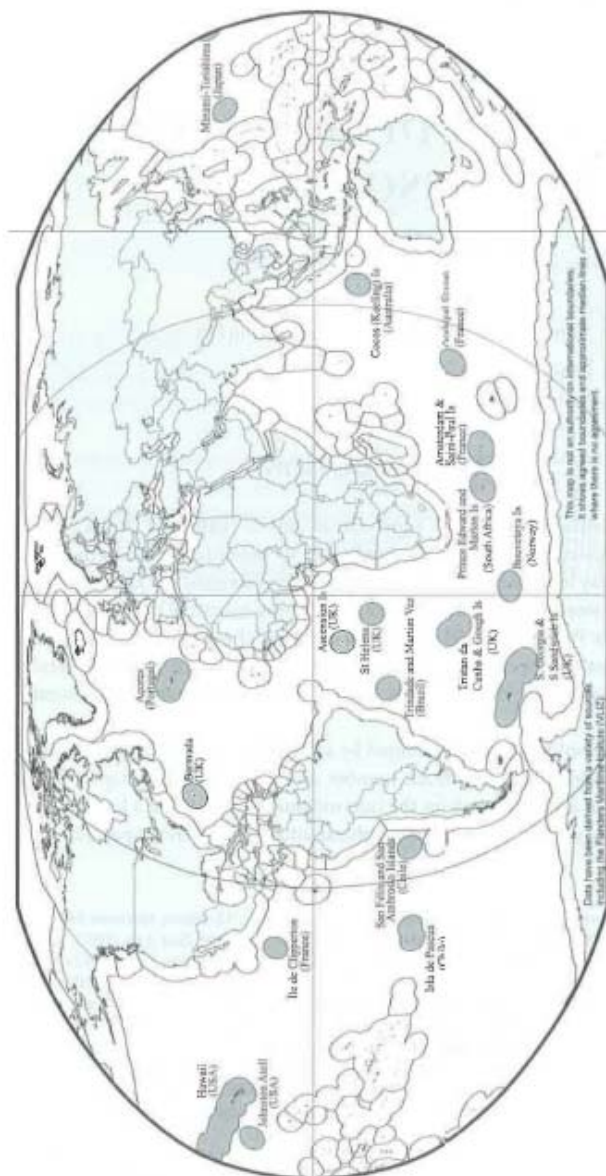 Hawaii
(USA)
Johnston Atoll
(USA)
Ile de Clipperton
(France)
Isla de Pascua
San Félix and San
Ambrosio Islands
(Chile)
Bermuda
(UK)
Açores
(Portugal)
Ascension Is
(UK)
St Helena
(UK)
Trindade and Martim Vaz
(Brazil)
Tristan da
Cunha & Gough Is
(UK)
S. Georgia &
S Sandwich Is
(UK)
Bouvetøya Is.
(Norway)
Prince Edward and
Marion Is
(South Africa)
Amsterdam &
Saint-Paul Is
(France)
(France)
Cocos (Keeling) Is
(Australia)
Minami-Torishima
(Japan)
Data have been derived from a variety of sources
including the Flanders Marine Institute (VLIZ)
This map is not an authority on international boundaries;
it shows agreed boundaries and approximate median lines
where there is no agreement